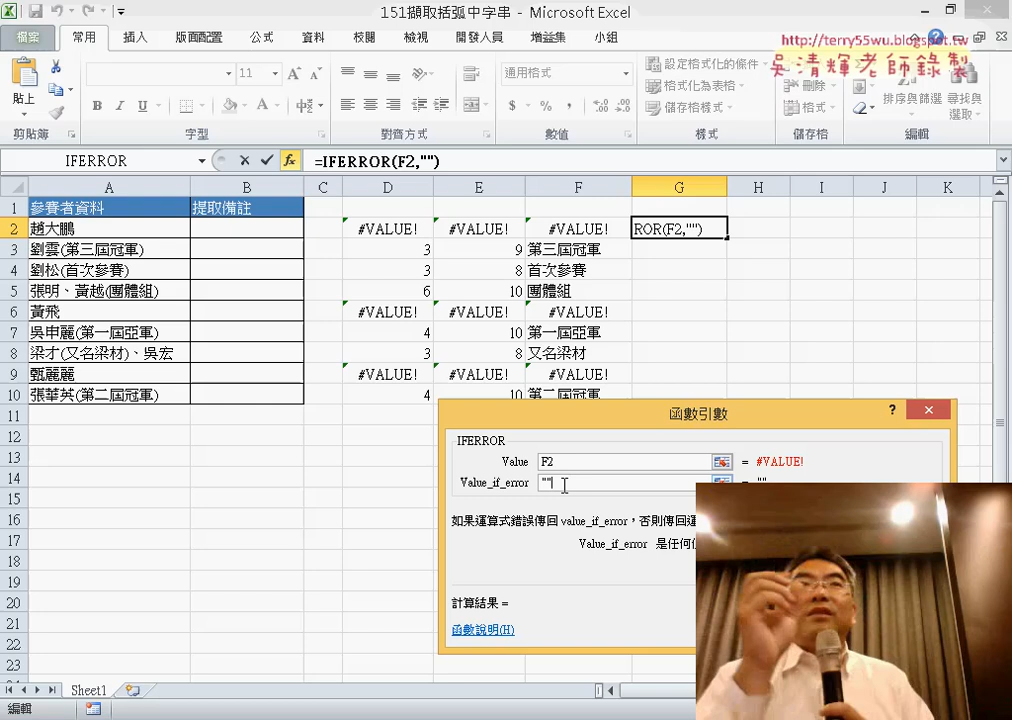 151擷取括弧中字串 - Microsoft Excel
檔案 常用 插入 版面配置 公式 資料 校閱 檢視 開發人員 增益集 小組
http://terry55wu.blogspot.tw
吳清輝老師錄製
貼上
11
通用格式
設定格式化的條件
格式化為表格
儲存格樣式
刪除
格式
排序與篩選 尋找與選取
剪貼簿 字型 對齊方式 數值 樣式 儲存格 編輯
IFERROR =IFERROR(F2,"")
A B C D E F G H I J K
1 參賽者資料 提取備註
2 趙大鵬 #VALUE! #VALUE! #VALUE! ROR(F2,"")
3 劉雲(第三屆冠軍) 3 9 第三屆冠軍
4 劉松(首次參賽) 3 8 首次參賽
5 張明、黃越(團體組) 6 10 團體組
6 黃飛 #VALUE! #VALUE! #VALUE!
7 吳申麗(第一屆亞軍) 4 10 第一屆亞軍
8 梁才(又名梁材)、吳宏 3 8 又名梁材
9 甄麗麗 #VALUE! #VALUE! #VALUE!
10 張華英(第二屆冠軍) 4 10 第二屆冠軍
11
12
13
14
15
16
17
18
19
20
21
22
23
函數引數
IFERROR
Value F2 = #VALUE!
Value_if_error "" = ""
如果運算式錯誤傳回 value_if_error，否則傳回運
Value_if_error 是任何
計算結果 =
函數說明(H)
Sheet1
編輯